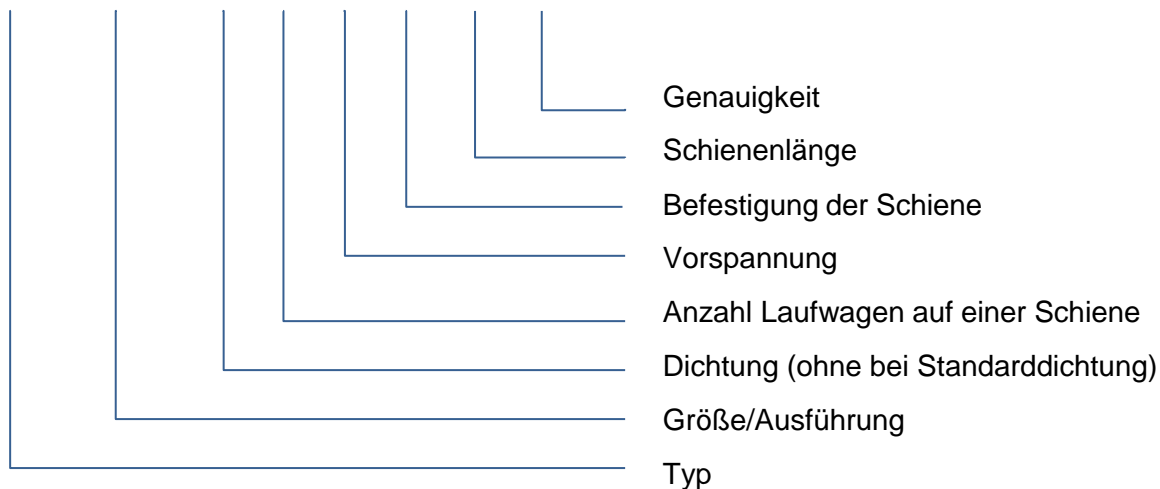 Genauigkeit
Schienenlänge
Befestigung der Schiene
Vorspannung
Anzahl Laufwagen auf einer Schiene
Dichtung (ohne bei Standarddichtung)
Größe/Ausführung
Typ